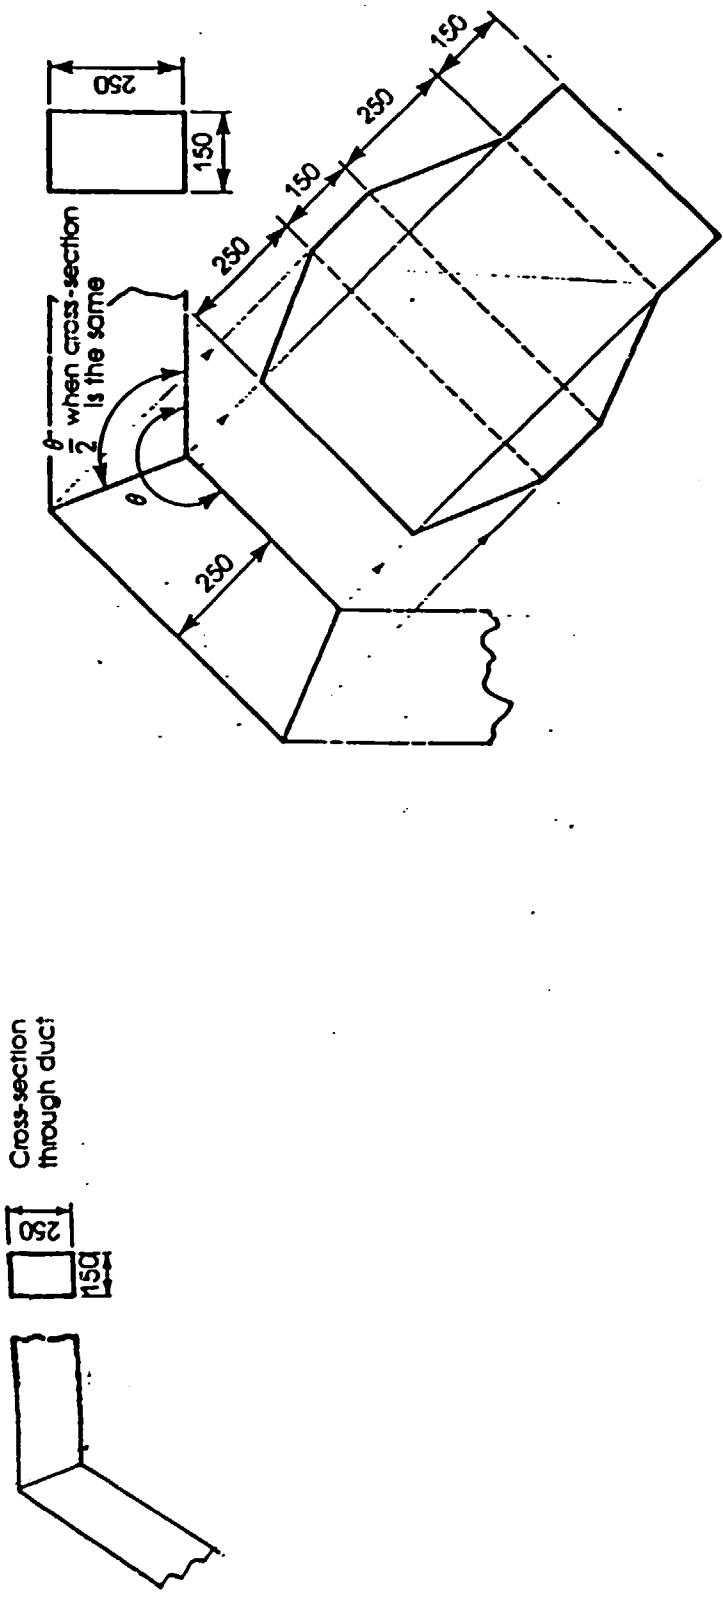 250
150
θ
2
when cross-section
is the same
θ
250
250
150
250
150
Cross-section
through duct
250
150